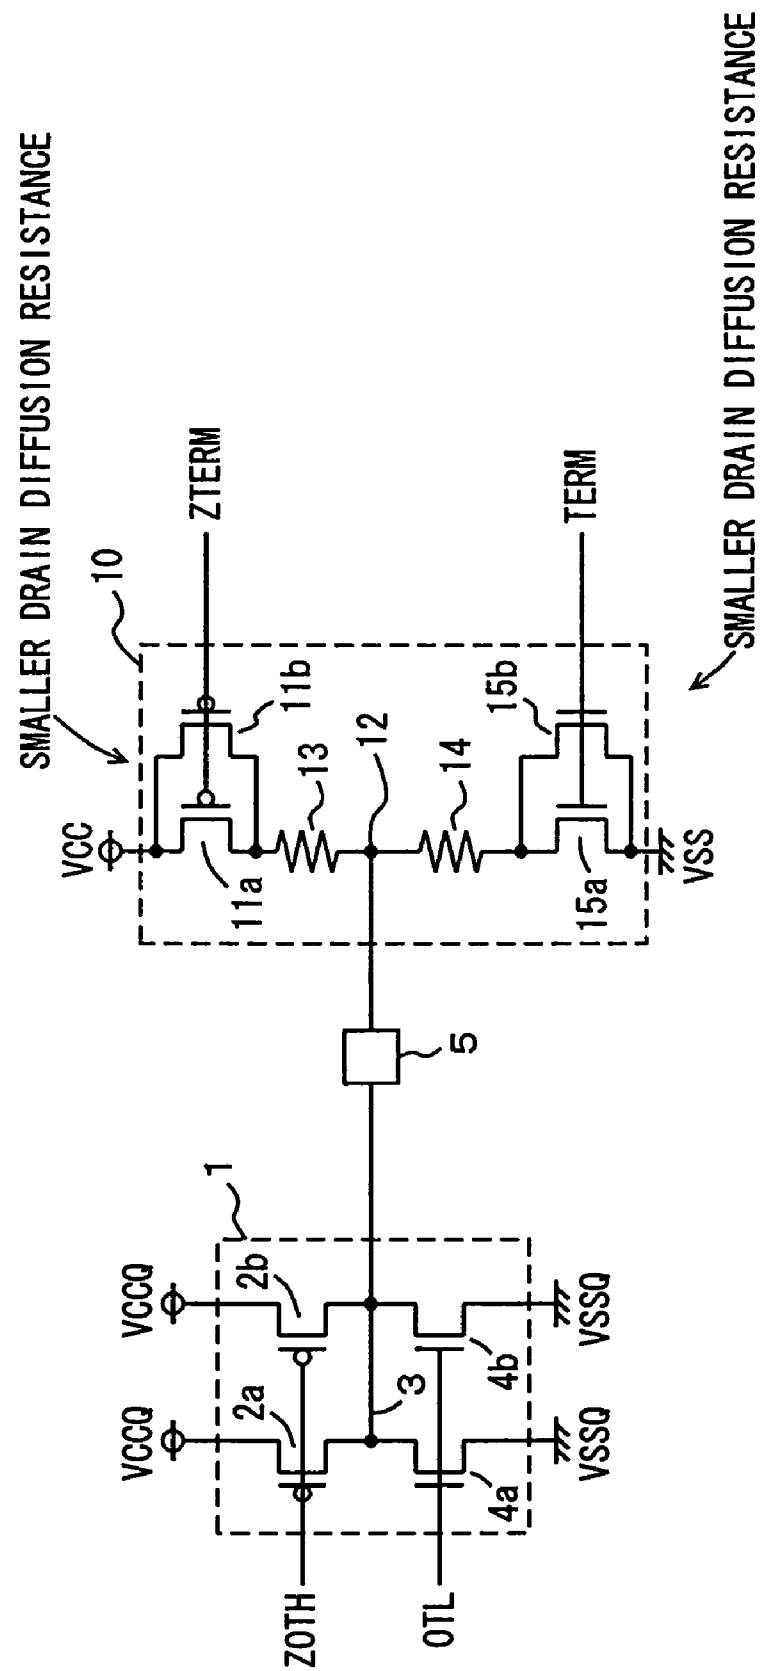 SMALLER DRAIN DIFFUSION RESISTANCE
10
ZTERM
VCC
11a
11b
13
12
14
15b
15a
TERM
VSS
SMALLER DRAIN DIFFUSION RESISTANCE
5
1
VCCQ
VCCQ
2a
2b
3
ZOTH
OTL
4a
4b
VSSQ
VSSQ